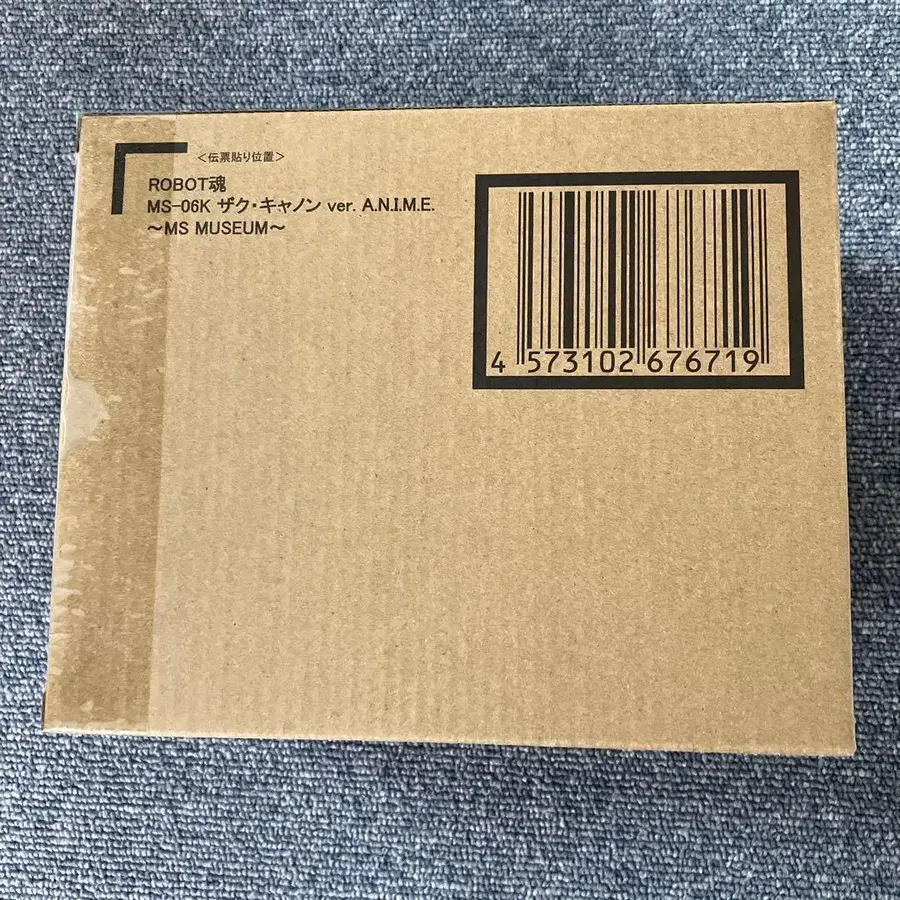 <伝票貼り位置>
ROBOT魂
MS-06K ザク・キャノン ver. A.N.I.M.E.
~MS MUSEUM~
4 573102 676719